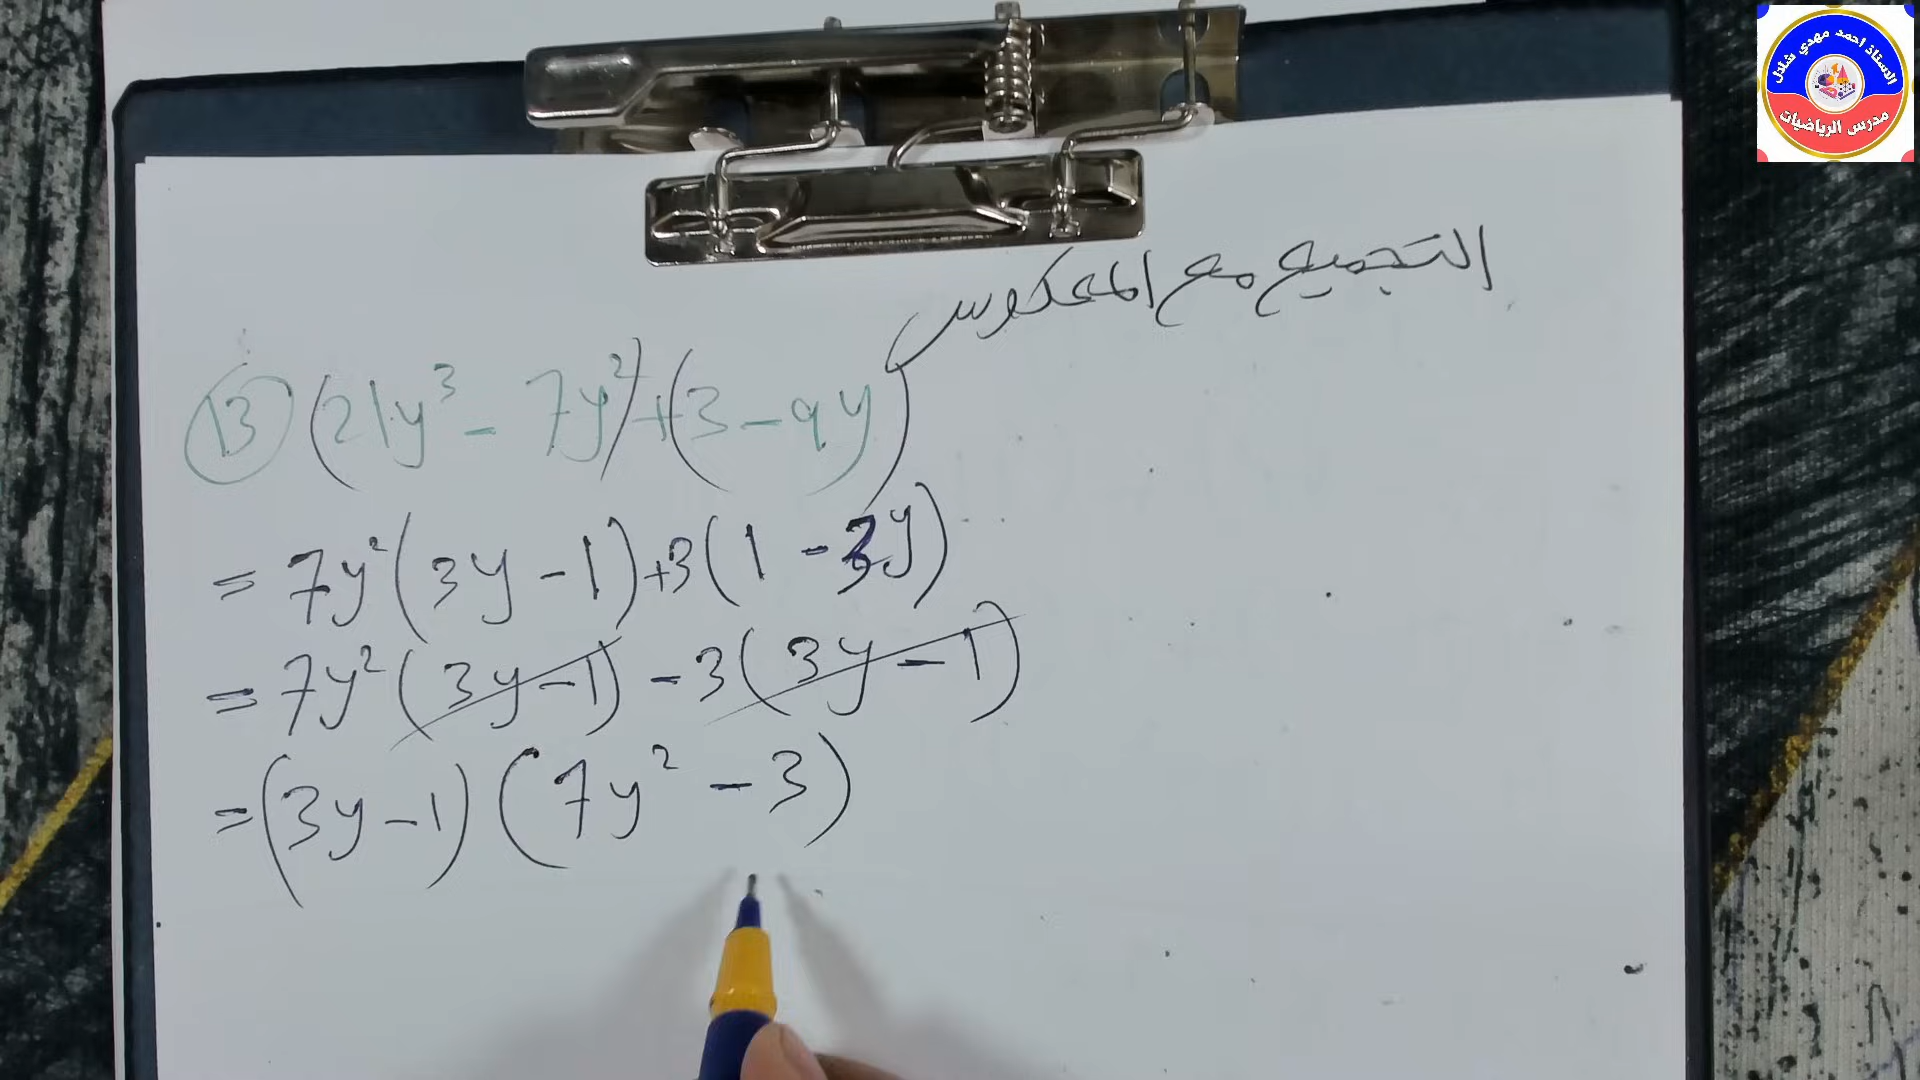 الاستاذ احمد مهدي شلال
مدرس الرياضيات
التجميع مع المعكوس
13 (21y³ - 7y²) + (3 - 9y)
= 7y²(3y - 1) + 3(1 - 3y)
= 7y²(3y - 1) - 3(3y - 1)
= (3y - 1) (7y² - 3)